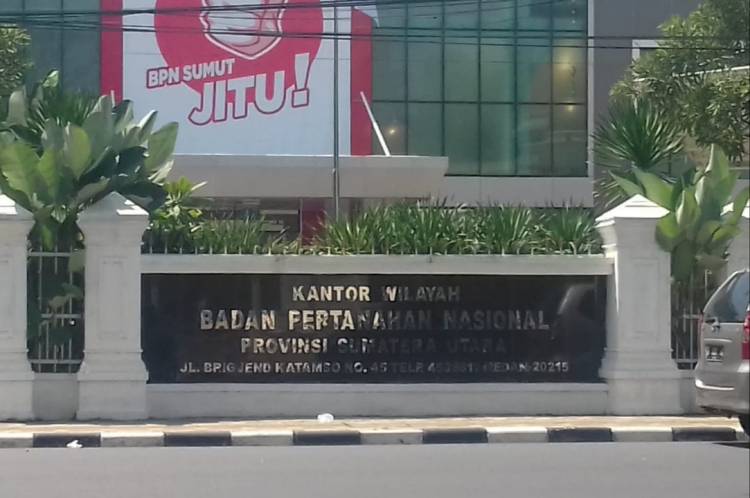 BPN SUMUT
JITU!
KANTOR WILAYAH
BADAN PERTANAHAN NASIONAL
PROVINSI SUMATERA UTARA
JL. BRIGJEND KATAMSO NO. 45 TELP. MEDAN-20215